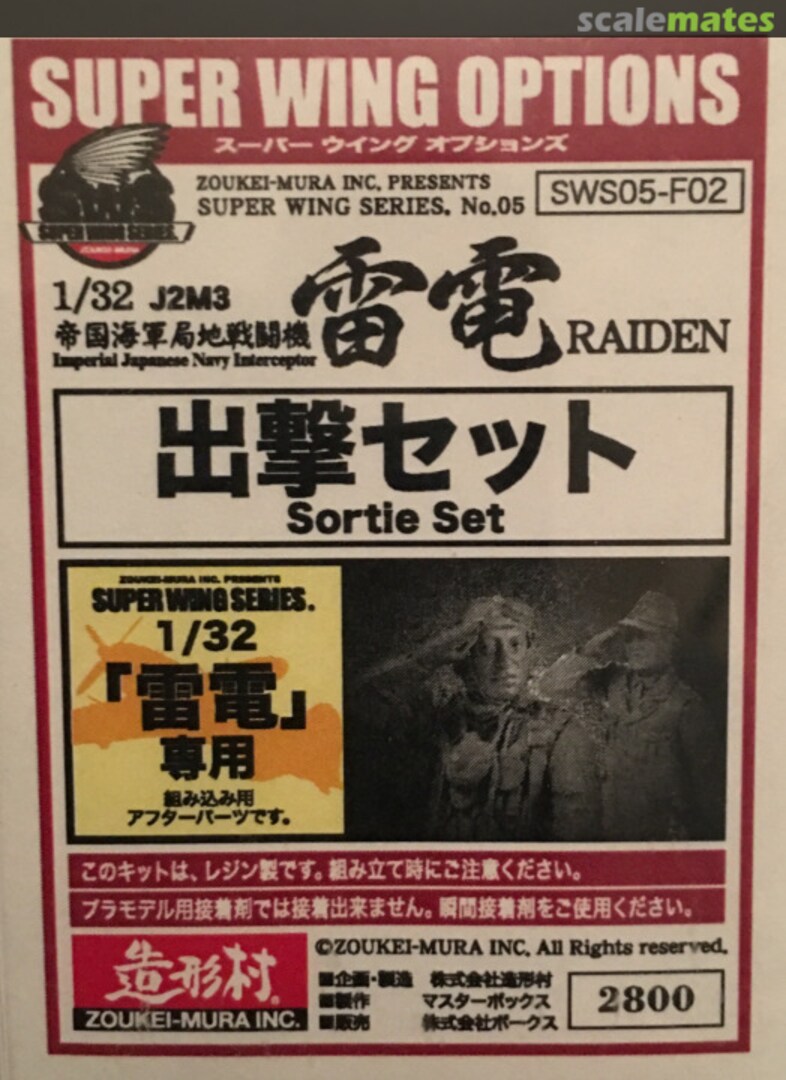 scalemates
SUPER WING OPTIONS
スーパー ウイング オプションズ
SWS
SUPER WING SERIES.
ZOUKEI-MURA
ZOUKEI-MURA INC. PRESENTS
SUPER WING SERIES. No.05
SWS05-F02
1/32 J2M3
帝国海軍局地戦闘機
Imperial Japanese Navy Interceptor
雷電 RAIDEN
出撃セット
Sortie Set
ZOUKEI-MURA INC. PRESENTS
SUPER WING SERIES.
1/32
「雷電」
専用
組み込み用
アフターパーツです。
このキットは、レジン製です。組み立て時にご注意ください。
プラモデル用接着剤では接着出来ません。瞬間接着剤をご使用ください。
造形村®
ZOUKEI-MURA INC.
©ZOUKEI-MURA INC. All Rights reserved.
■企画・製造 株式会社造形村
■製作 マスターボックス
■販売 株式会社ボークス
2800